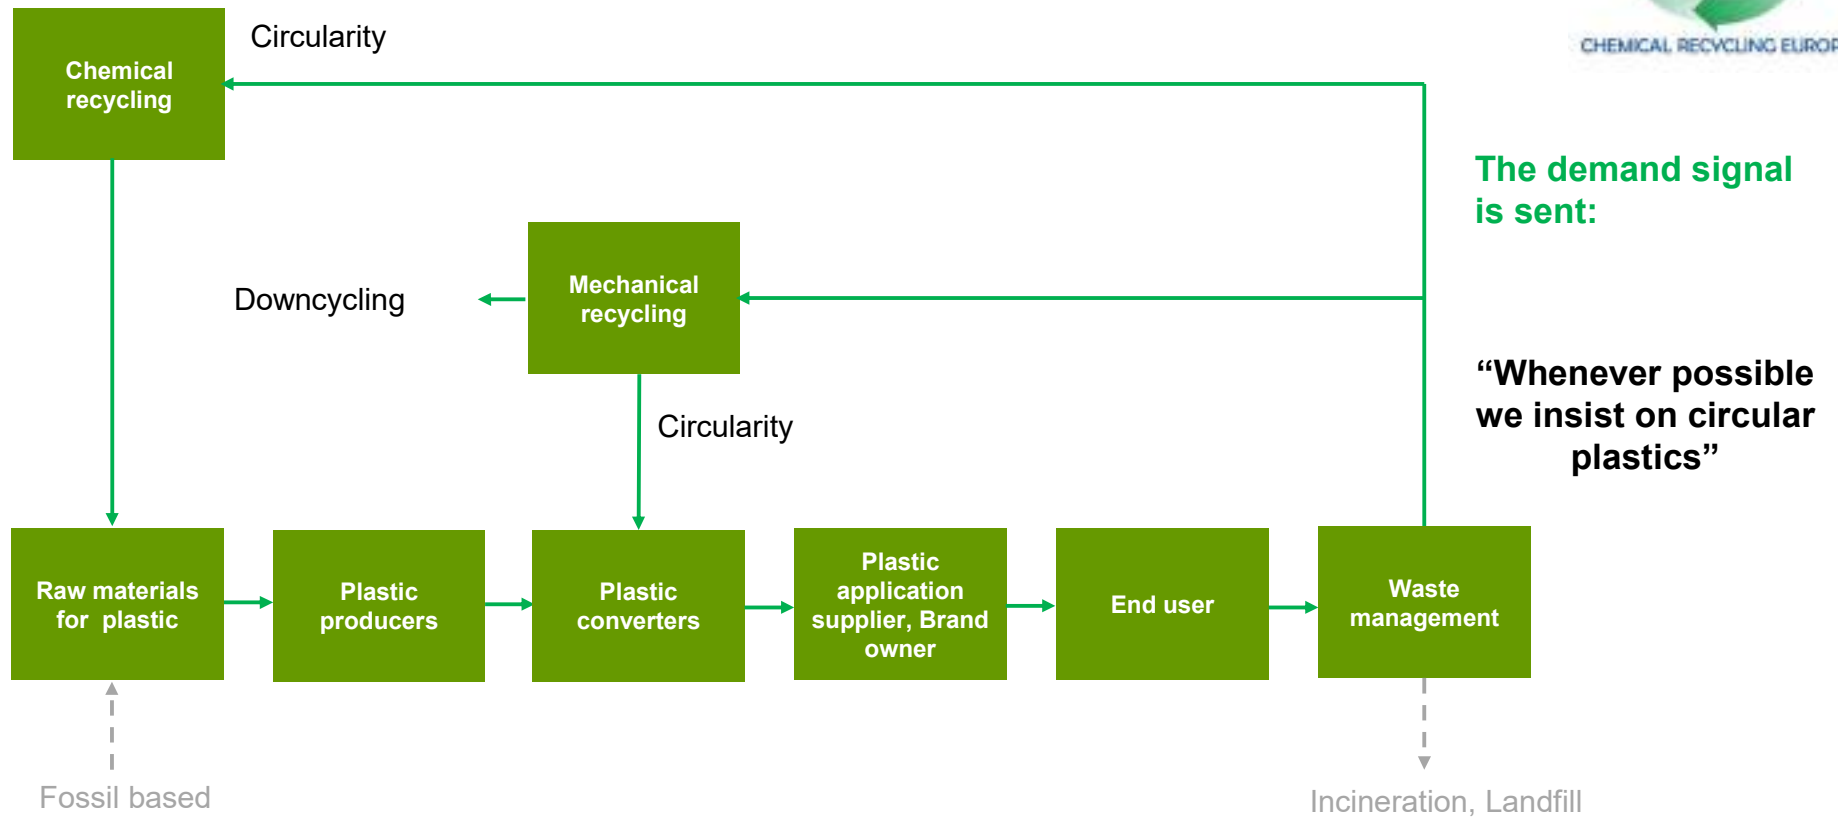 Circularity
CHEMICAL RECYCLING EUROP
Chemical
recycling
The demand signal
is sent:
Downcycling
Mechanical
recycling
“Whenever possible
we insist on circular
plastics”
Circularity
Raw materials
for plastic
Plastic
producers
Plastic
converters
Plastic
application
supplier, Brand
owner
End user
Waste
management
Fossil based
Incineration, Landfill